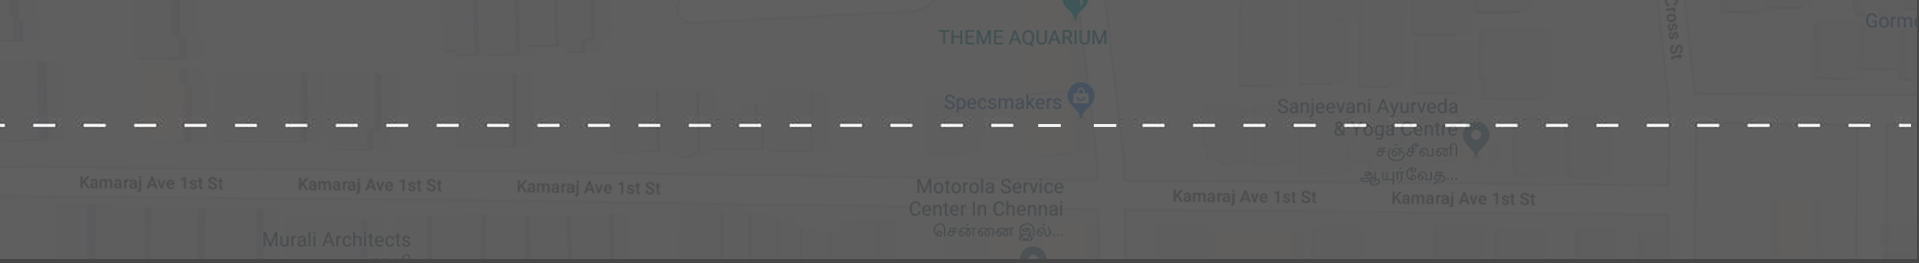 Cross St
Gorme
THEME AQUARIUM
Specsmakers
Sanjeevani Ayurveda
& Yoga Centre
சஞ்சீவனி
ஆயுர்வேத...
Kamaraj Ave 1st St
Kamaraj Ave 1st St
Kamaraj Ave 1st St
Motorola Service
Center In Chennai
சென்னை இல்...
Kamaraj Ave 1st St
Kamaraj Ave 1st St
Murali Architects